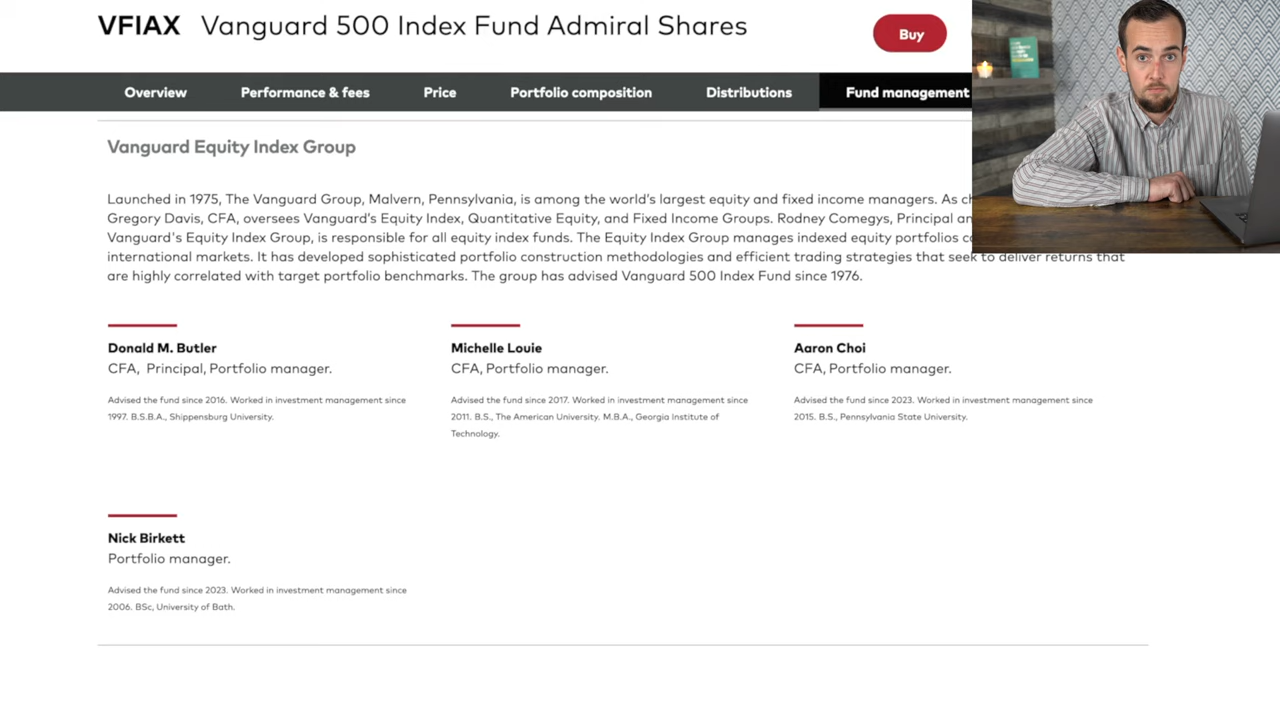 VFIAX Vanguard 500 Index Fund Admiral Shares
Buy
Overview Performance & fees Price Portfolio composition Distributions Fund management
Vanguard Equity Index Group
Launched in 1975, The Vanguard Group, Malvern, Pennsylvania, is among the world's largest equity and fixed income managers. As
Gregory Davis, CFA, oversees Vanguard's Equity Index, Quantitative Equity, and Fixed Income Groups. Rodney Comegys, Principal
Vanguard's Equity Index Group, is responsible for all equity index funds. The Equity Index Group manages indexed equity portfolios
international markets. It has developed sophisticated portfolio construction methodologies and efficient trading strategies that seek to deliver returns that
are highly correlated with target portfolio benchmarks. The group has advised Vanguard 500 Index Fund since 1976.
Donald M. Butler
CFA, Principal, Portfolio manager.
Advised the fund since 2016. Worked in investment management since
1997. B.S.B.A., Shippensburg University.
Michelle Louie
CFA, Portfolio manager.
Advised the fund since 2017. Worked in investment management since
2011. B.S., The American University. M.B.A., Georgia Institute of
Technology.
Aaron Choi
CFA, Portfolio manager.
Advised the fund since 2023. Worked in investment management since
2015. B.S., Pennsylvania State University.
Nick Birkett
Portfolio manager.
Advised the fund since 2023. Worked in investment management since
2006. BSc, University of Bath.